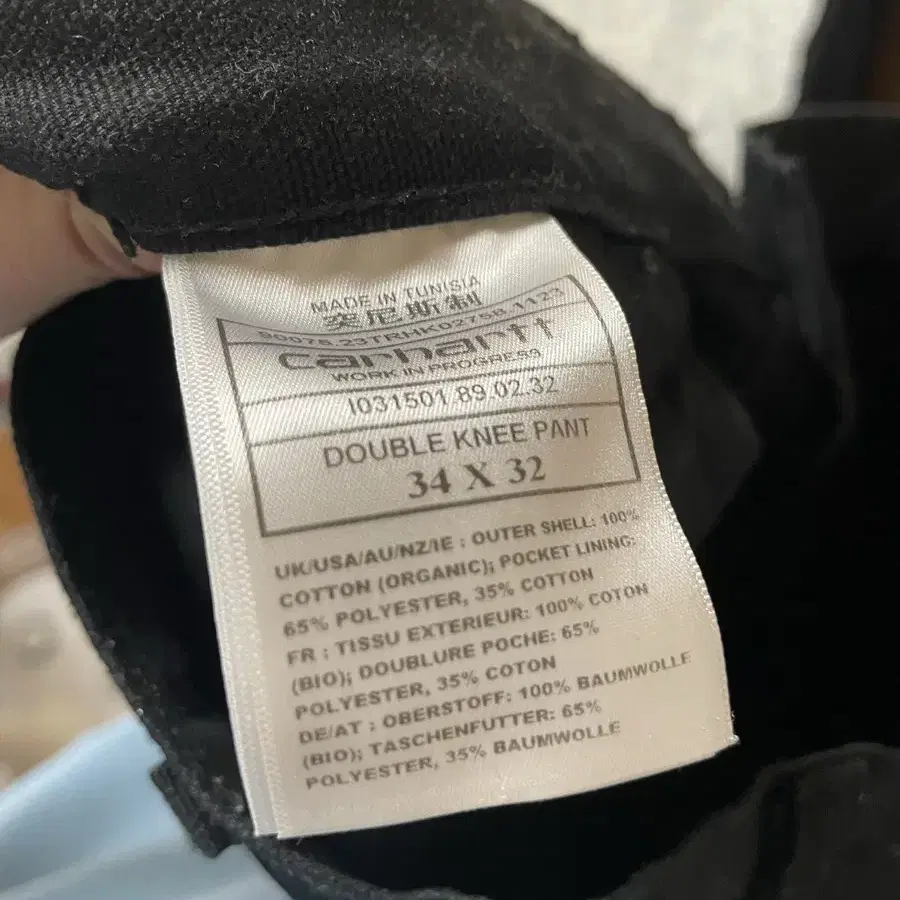 MADE IN TUNISIA
突尼斯制
90075.23TRHK02758.1123
carhartt
WORK IN PROGRESS
I031501.89.02.32
DOUBLE KNEE PANT
34 X 32
UK/USA/AU/NZ/IE : OUTER SHELL: 100%
COTTON (ORGANIC); POCKET LINING:
65% POLYESTER, 35% COTTON
FR : TISSU EXTERIEUR: 100% COTON
(BIO); DOUBLURE POCHE: 65%
POLYESTER, 35% COTON
DE/AT : OBERSTOFF: 100% BAUMWOLLE
(BIO); TASCHENFUTTER: 65%
POLYESTER, 35% BAUMWOLLE